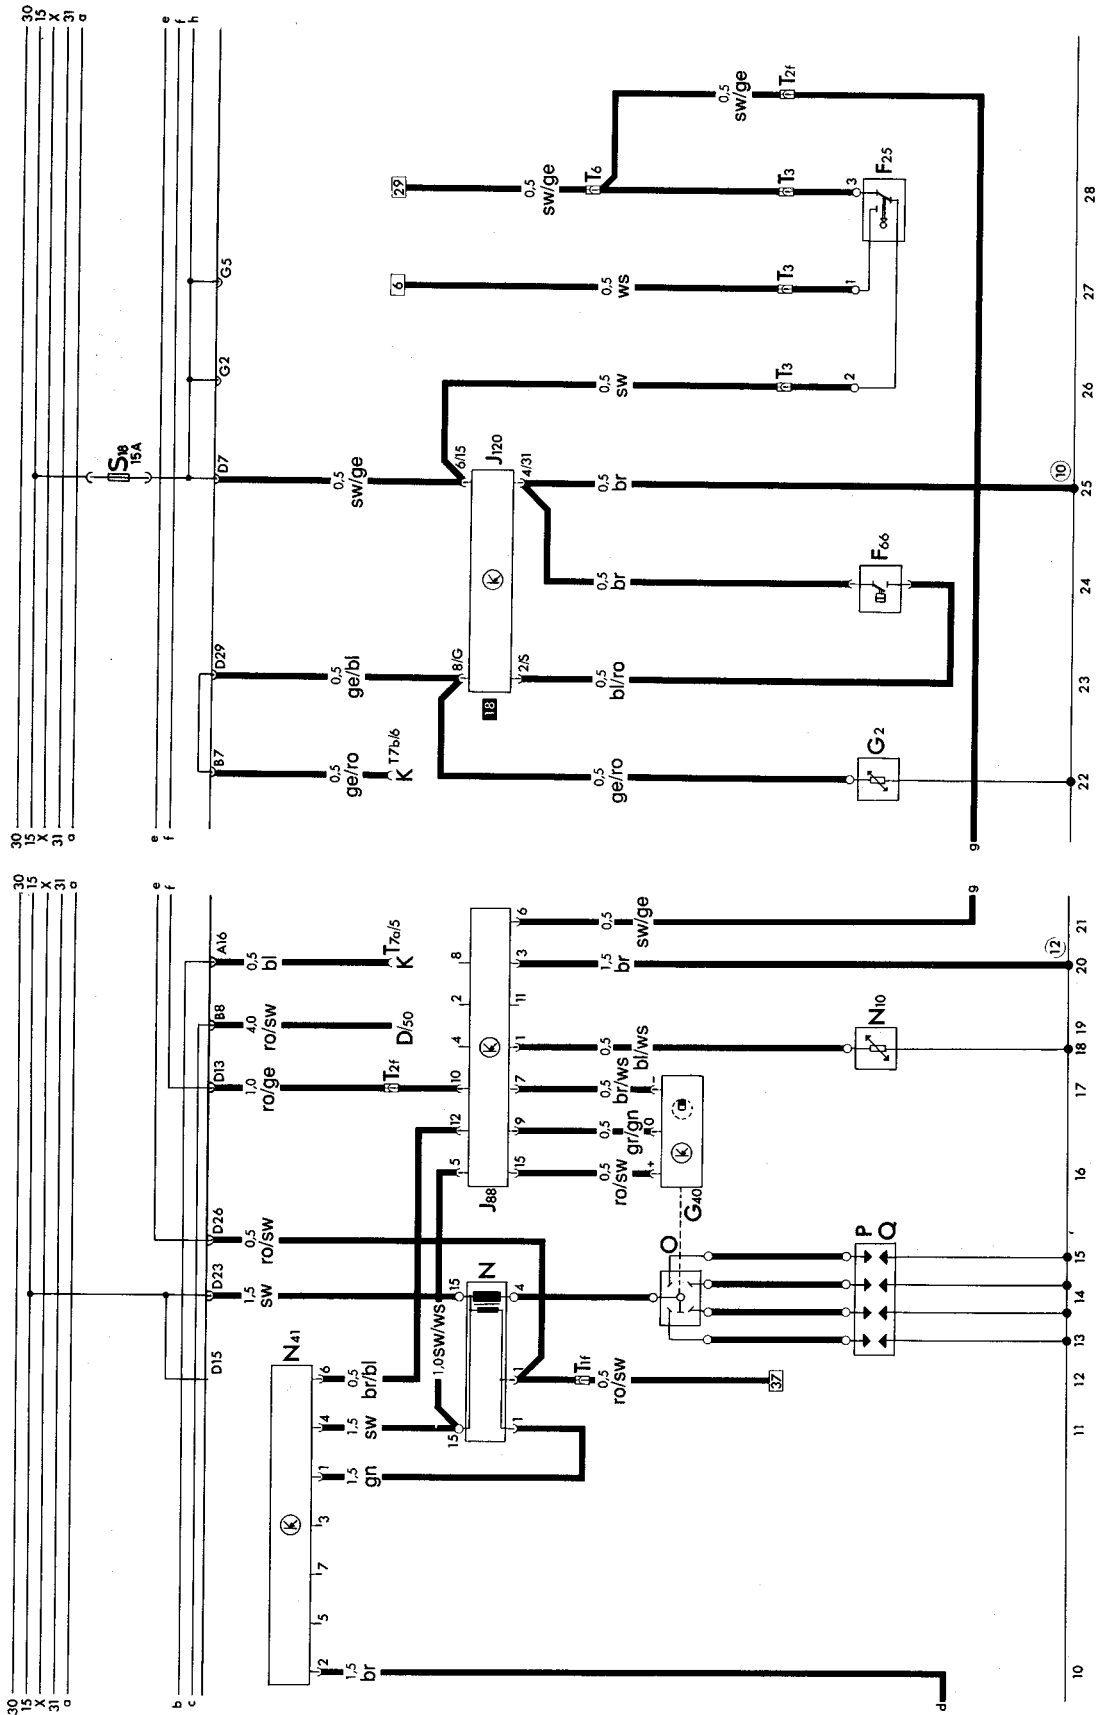 30
15
X
31
a
30
15
X
31
a
b
c
e
f
D15
D23
D26
D13
B8
A16
1,5
sw
0,5
ro/sw
1,0
ro/ge
4,0
ro/sw
0,5
bl
T2f
D/50
K T7a/5
N41
2
5
7
3
1
4
6
1,5
br
1,5
gn
1,5
sw
0,5
br/bl
1,0 sw/ws
15
15
N
1
1
4
T1f
0,5
ro/sw
37
J88
5
12
10
4
2
8
15
9
7
1
11
3
6
0,5
ro/sw
0,5
gr/gn
0,5
br/ws
0,5
bl/ws
1,5
br
0,5
sw/ge
+
0
-
G40
O
P
Q
N10
d
g
12
10
11
12
13
14
15
16
17
18
19
20
21
30
15
X
31
a
30
15
X
31
a
e
f
e
f
h
S18
15A
B7
D29
D7
G2
G5
0,5
ge/ro
0,5
ge/bl
0,5
sw/ge
K T7b/6
8/G
6/15
18
J120
2/S
4/31
6
29
0,5
ge/ro
0,5
bl/ro
0,5
br
0,5
br
0,5
sw
0,5
ws
0,5
sw/ge
T6
0,5
sw/ge
T2f
T3
T3
T3
2
1
3
G2
F66
F25
g
10
22
23
24
25
26
27
28